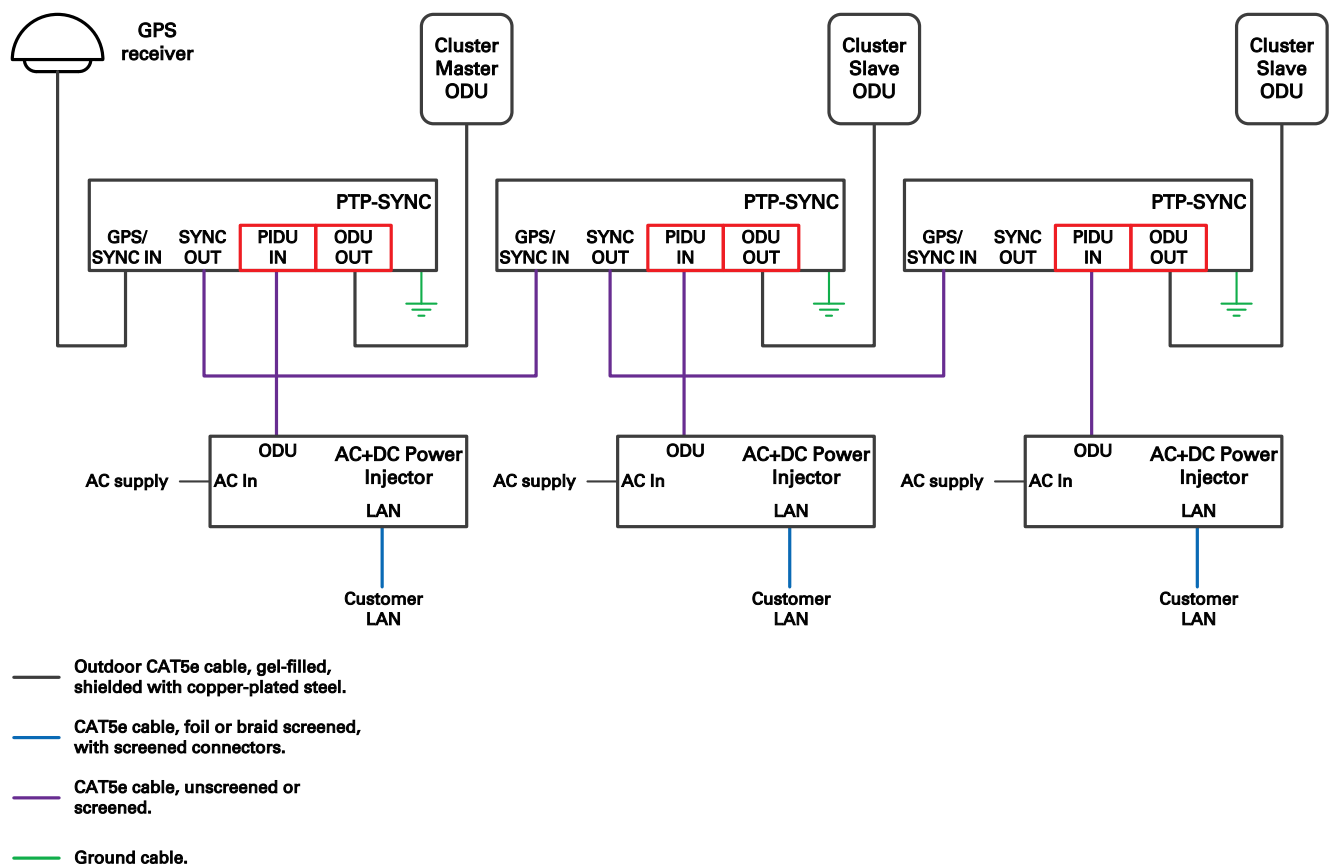 GPS
receiver
Cluster
Master
ODU
Cluster
Slave
ODU
Cluster
Slave
ODU
PTP-SYNC
GPS/
SYNC IN
SYNC
OUT
PIDU
IN
ODU
OUT
PTP-SYNC
GPS/
SYNC IN
SYNC
OUT
PIDU
IN
ODU
OUT
PTP-SYNC
GPS/
SYNC IN
SYNC
OUT
PIDU
IN
ODU
OUT
AC supply
AC In
ODU
AC+DC Power
Injector
LAN
Customer
LAN
AC supply
AC In
ODU
AC+DC Power
Injector
LAN
Customer
LAN
AC supply
AC In
ODU
AC+DC Power
Injector
LAN
Customer
LAN
Outdoor CAT5e cable, gel-filled,
shielded with copper-plated steel.
CAT5e cable, foil or braid screened,
with screened connectors.
CAT5e cable, unscreened or
screened.
Ground cable.